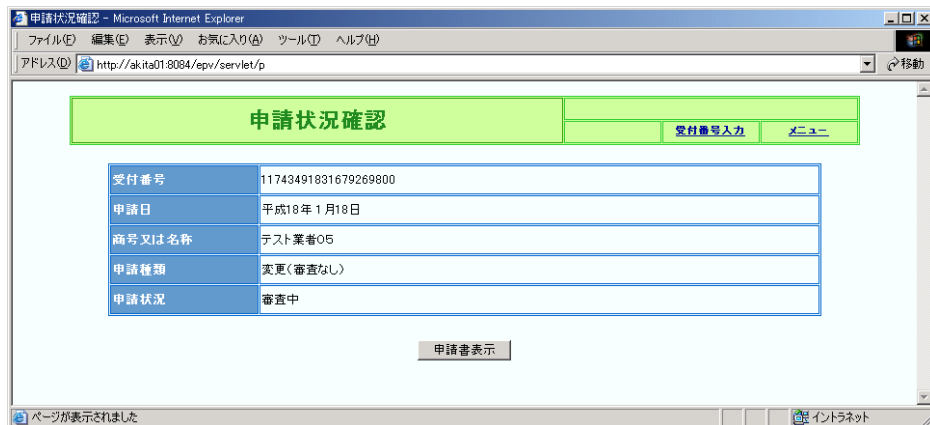 申請状況確認 - Microsoft Internet Explorer
ファイル(F) 編集(E) 表示(V) お気に入り(A) ツール(T) ヘルプ(H)
アドレス(D) http://akita01:8084/epv/servlet/p 移動
申請状況確認
受付番号入力 メニュー
受付番号 11743491831679269800
申請日 平成18年1月18日
商号又は名称 テスト業者05
申請種類 変更(審査なし)
申請状況 審査中
申請書表示
ページが表示されました イントラネット